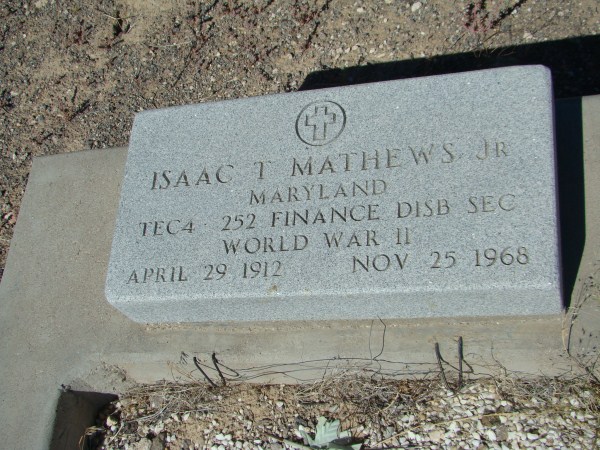 ISAAC T MATHEWS JR
MARYLAND
TEC4 252 FINANCE DISB SEC
WORLD WAR II
APRIL 29 1912 NOV 25 1968